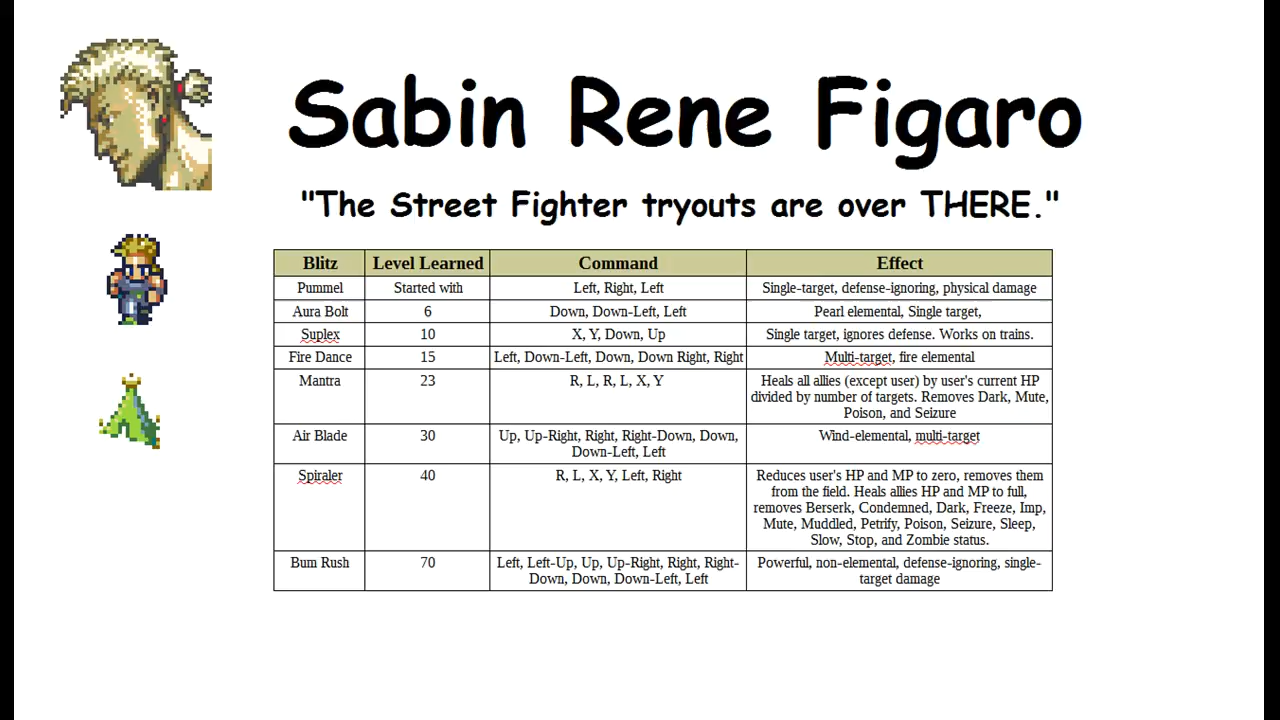 Sabin Rene Figaro
"The Street Fighter tryouts are over THERE."
Blitz Level Learned Command Effect
Pummel Started with Left, Right, Left Single-target, defense-ignoring, physical damage
Aura Bolt 6 Down, Down-Left, Left Pearl elemental, Single target,
Suplex 10 X, Y, Down, Up Single target, ignores defense. Works on trains.
Fire Dance 15 Left, Down-Left, Down, Down Right, Right Multi-target, fire elemental
Mantra 23 R, L, R, L, X, Y Heals all allies (except user) by user's current HP
divided by number of targets. Removes Dark, Mute,
Poison, and Seizure
Air Blade 30 Up, Up-Right, Right, Right-Down, Down, Wind-elemental, multi-target
Down-Left, Left
Spiraler 40 R, L, X, Y, Left, Right Reduces user's HP and MP to zero, removes them
from the field. Heals allies HP and MP to full,
removes Berserk, Condemned, Dark, Freeze, Imp,
Mute, Muddled, Petrify, Poison, Seizure, Sleep,
Slow, Stop, and Zombie status.
Bum Rush 70 Left, Left-Up, Up, Up-Right, Right, Right- Powerful, non-elemental, defense-ignoring, single-
Down, Down, Down-Left, Left target damage